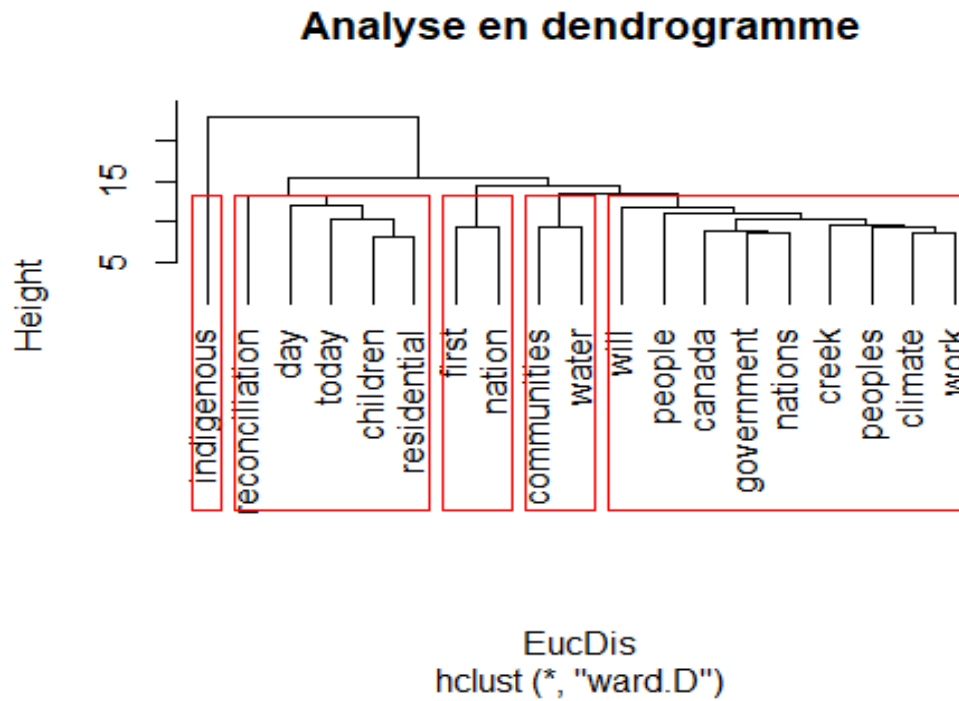 Analyse en dendrogramme
Height
5
15
indigenous
reconciliation
day
today
children
residential
first
nation
communities
water
will
people
canada
government
nations
creek
peoples
climate
work
EucDis
hclust (*, "ward.D")